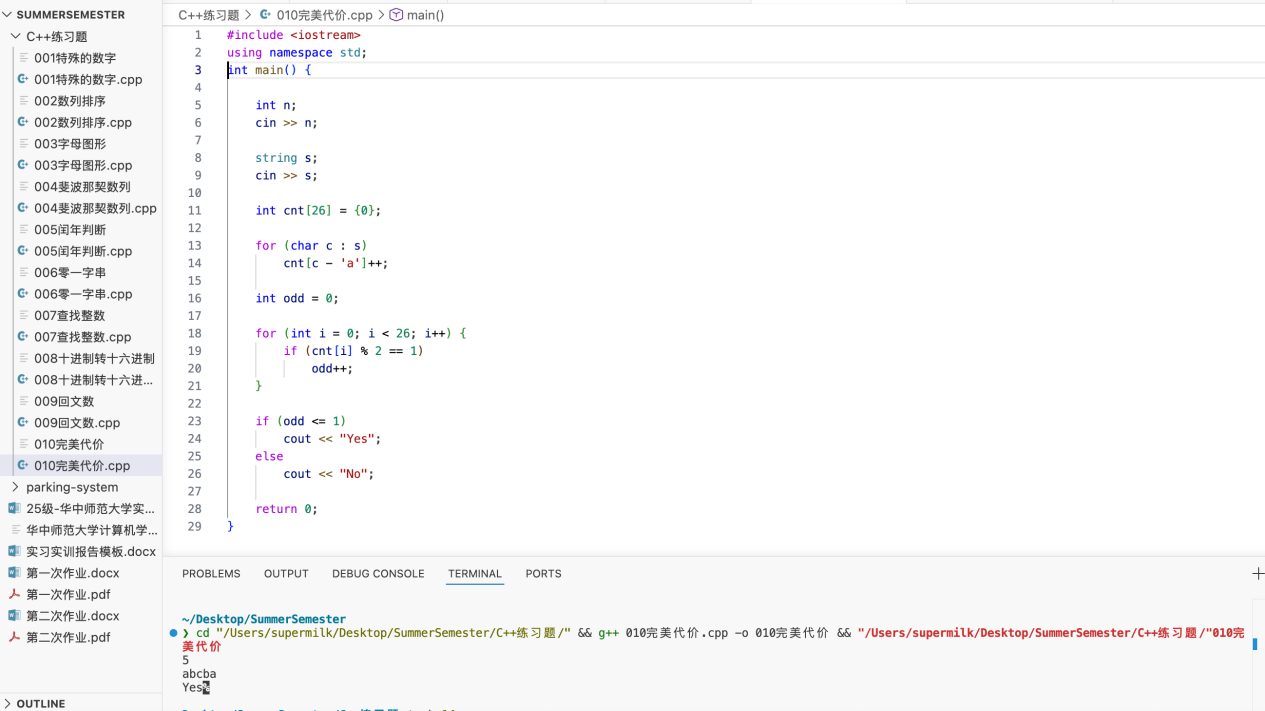 SUMMERSEMESTER
C++练习题
001特殊的数字
001特殊的数字.cpp
002数列排序
002数列排序.cpp
003字母图形
003字母图形.cpp
004斐波那契数列
004斐波那契数列.cpp
005闰年判断
005闰年判断.cpp
006零一字串
006零一字串.cpp
007查找整数
007查找整数.cpp
008十进制转十六进制
008十进制转十六进...
009回文数
009回文数.cpp
010完美代价
010完美代价.cpp
parking-system
25级-华中师范大学实...
华中师范大学计算机学...
实习实训报告模板.docx
第一次作业.docx
第一次作业.pdf
第二次作业.docx
第二次作业.pdf
OUTLINE
C++练习题 > 010完美代价.cpp > main()
1 #include <iostream>
2 using namespace std;
3 int main() {
4
5 int n;
6 cin >> n;
7
8 string s;
9 cin >> s;
10
11 int cnt[26] = {0};
12
13 for (char c : s)
14 cnt[c - 'a']++;
15
16 int odd = 0;
17
18 for (int i = 0; i < 26; i++) {
19 if (cnt[i] % 2 == 1)
20 odd++;
21 }
22
23 if (odd <= 1)
24 cout << "Yes";
25 else
26 cout << "No";
27
28 return 0;
29 }
PROBLEMS OUTPUT DEBUG CONSOLE TERMINAL PORTS
~/Desktop/SummerSemester
❯ cd "/Users/supermilk/Desktop/SummerSemester/C++练习题/" && g++ 010完美代价.cpp -o 010完美代价 && "/Users/supermilk/Desktop/SummerSemester/C++练习题/"010完
美代价
5
abcba
Yes%